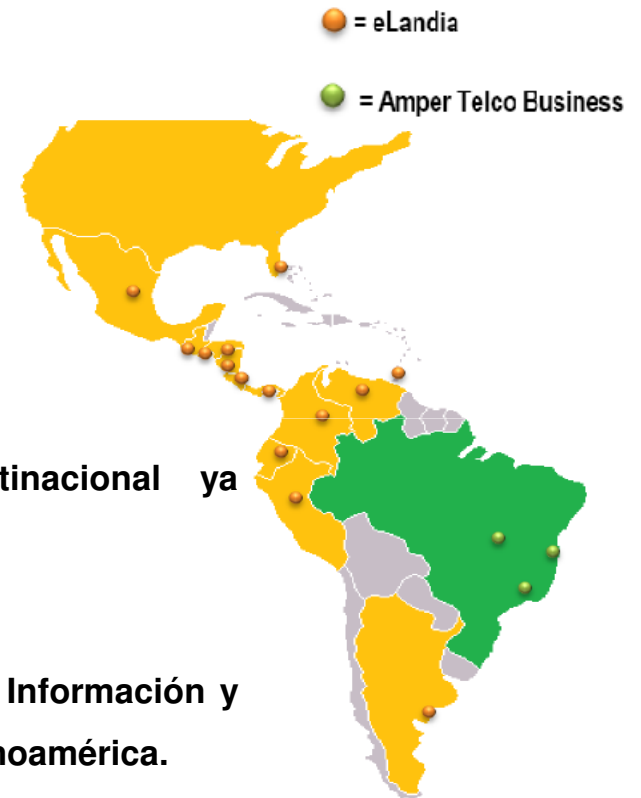 = eLandia
= Amper Telco Business
tinacional ya
Información y
noamérica.